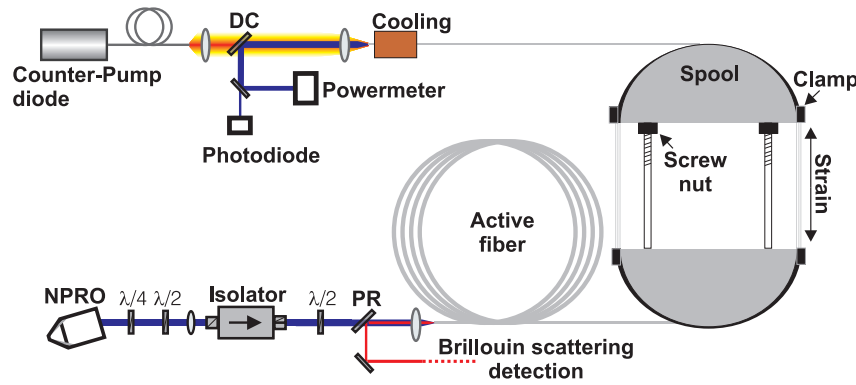 DC
Cooling
Counter-Pump
diode
Powermeter
Photodiode
Spool
Clamp
Screw
nut
Strain
Active
fiber
NPRO
λ/4
λ/2
Isolator
λ/2
PR
Brillouin scattering
detection